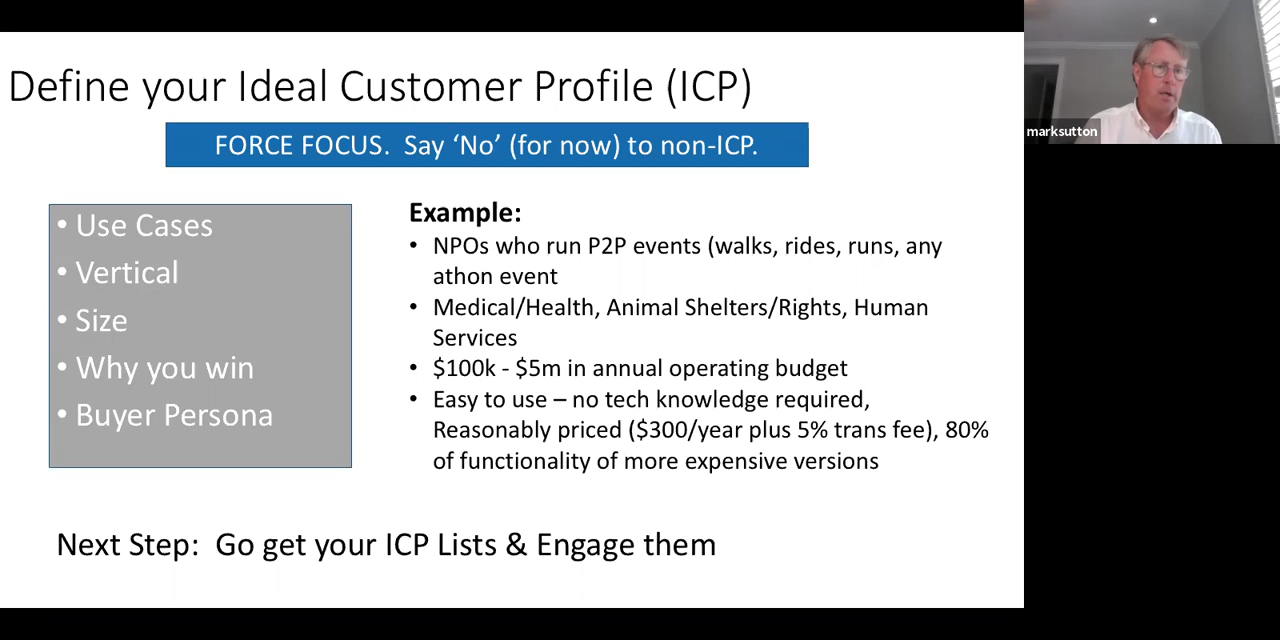 Define your Ideal Customer Profile (ICP)
FORCE FOCUS.  Say ‘No’ (for now) to non-ICP.
• Use Cases
• Vertical
• Size
• Why you win
• Buyer Persona
Example:
• NPOs who run P2P events (walks, rides, runs, any
athon event
• Medical/Health, Animal Shelters/Rights, Human
Services
• $100k - $5m in annual operating budget
• Easy to use – no tech knowledge required,
Reasonably priced ($300/year plus 5% trans fee), 80%
of functionality of more expensive versions
Next Step:  Go get your ICP Lists & Engage them
marksutton